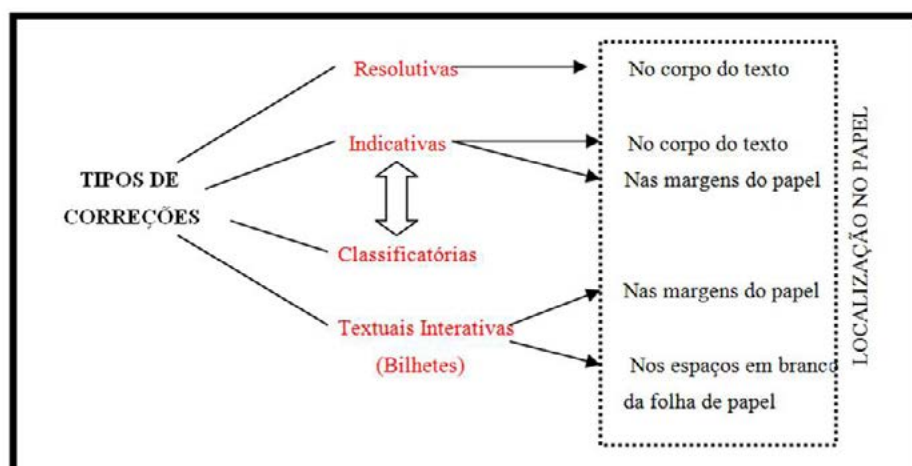 TIPOS DE
CORREÇÕES
Resolutivas
Indicativas
Classificatórias
Textuais Interativas
(Bilhetes)
No corpo do texto
No corpo do texto
Nas margens do papel
Nas margens do papel
Nos espaços em branco
da folha de papel
LOCALIZAÇÃO NO PAPEL